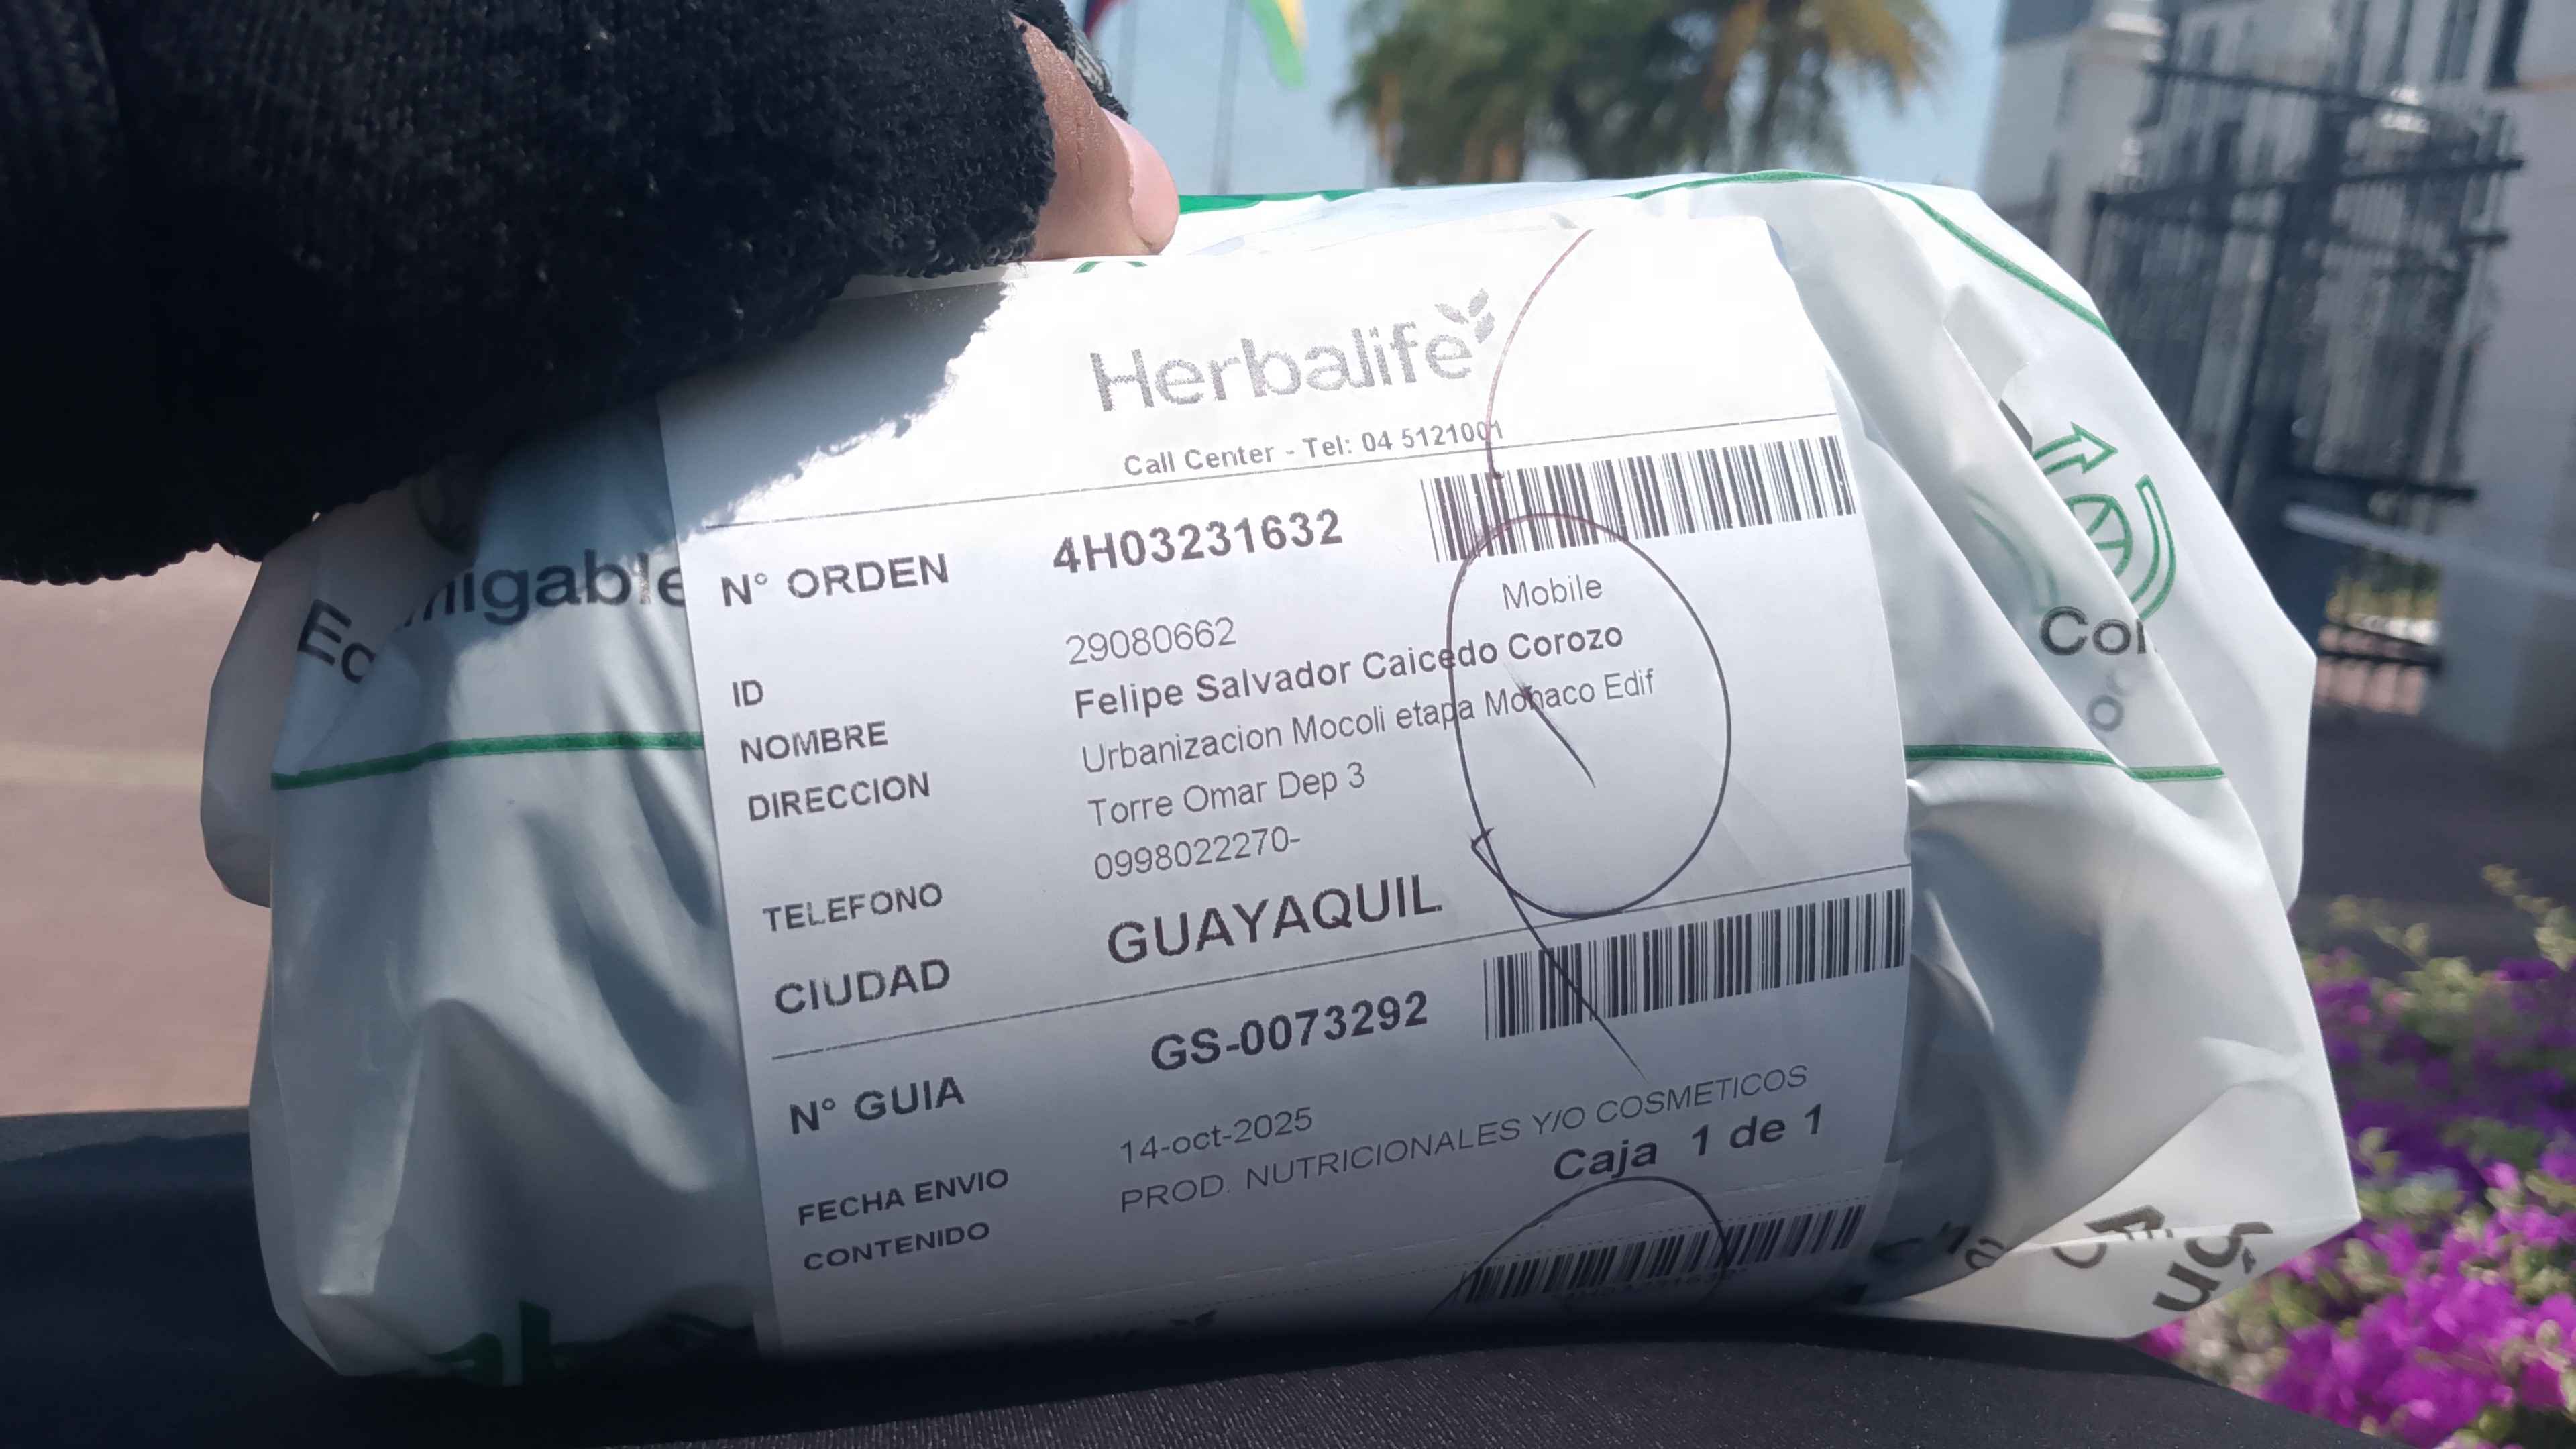 Herbalife
Call Center - Tel: 04 5121001
N° ORDEN 4H03231632
Mobile
ID 29080662
NOMBRE Felipe Salvador Caicedo Corozo
DIRECCION Urbanizacion Mocoli etapa Monaco Edif
Torre Omar Dep 3
TELEFONO 0998022270-
CIUDAD GUAYAQUIL
N° GUIA GS-0073292
FECHA ENVIO 14-oct-2025
CONTENIDO PROD. NUTRICIONALES Y/O COSMETICOS
Caja 1 de 1